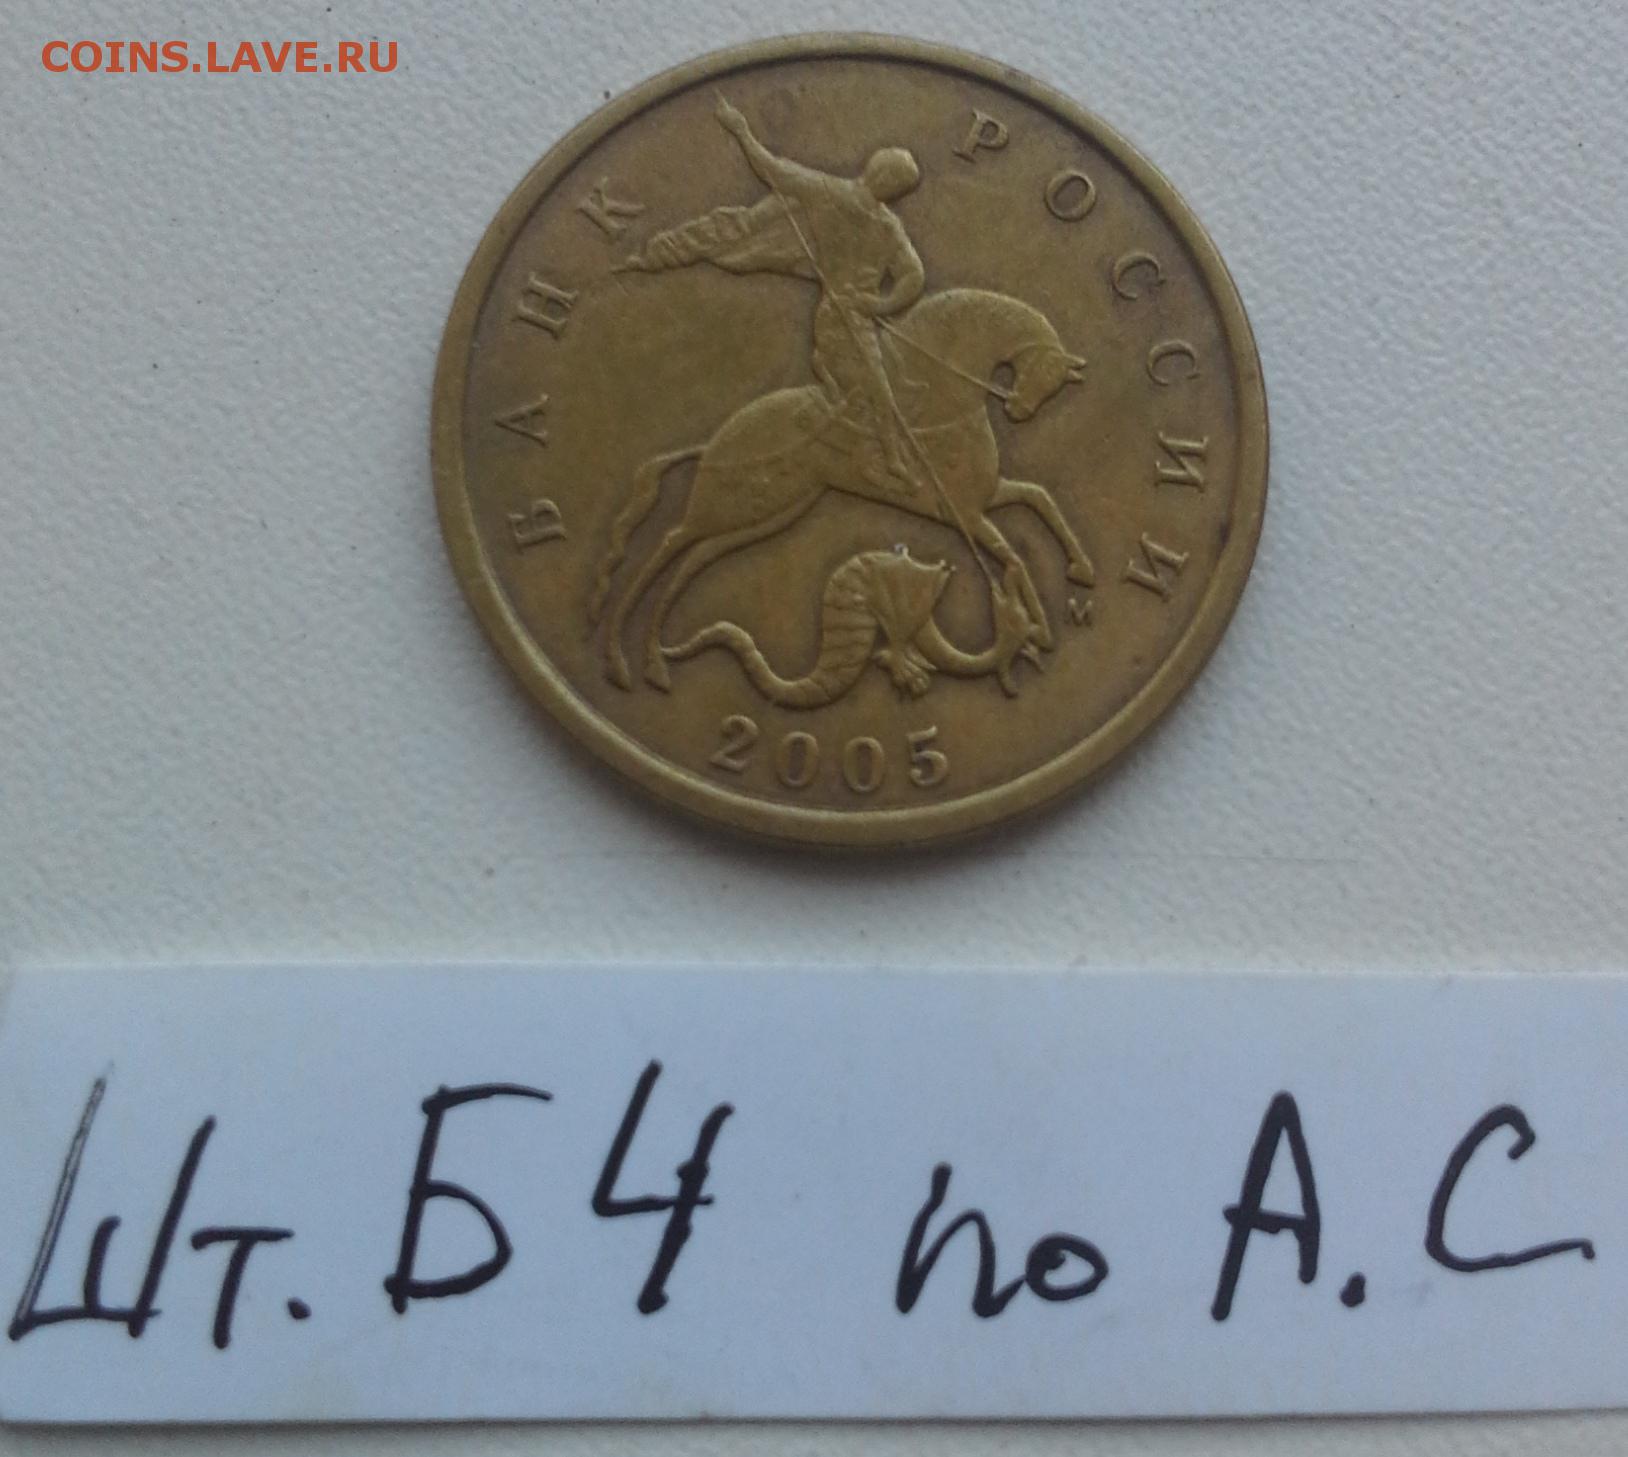 COINS.LAVE.RU
БАНК РОССИИ
М
2005
Шт. Б4 по А.С